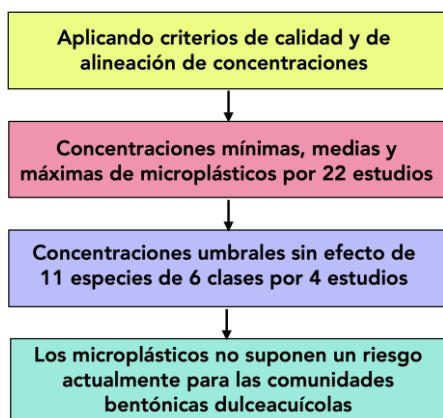 Aplicando criterios de calidad y de
alineación de concentraciones
Concentraciones mínimas, medias y
máximas de microplásticos por 22 estudios
Concentraciones umbrales sin efecto de
11 especies de 6 clases por 4 estudios
Los microplásticos no suponen un riesgo
actualmente para las comunidades
bentónicas dulceacuícolas